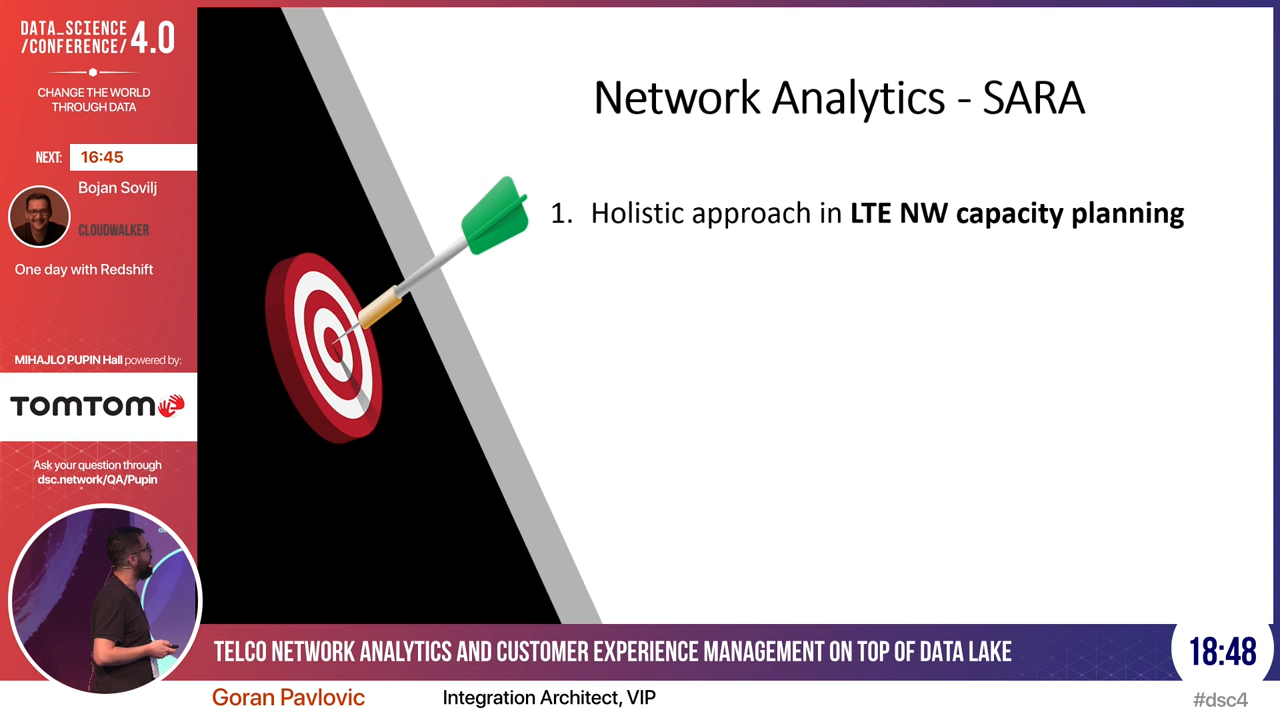 DATA_SCIENCE
/CONFERENCE/ 4.0
CHANGE THE WORLD
THROUGH DATA
NEXT: 16:45
Bojan Sovilj
CLOUDWALKER
One day with Redshift
MIHAJLO PUPIN Hall powered by:
TOMTOM
Ask your question through
dsc.network/QA/Pupin
Network Analytics - SARA
1. Holistic approach in LTE NW capacity planning
TELCO NETWORK ANALYTICS AND CUSTOMER EXPERIENCE MANAGEMENT ON TOP OF DATA LAKE
18:48
Goran Pavlovic
Integration Architect, VIP
#dsc4